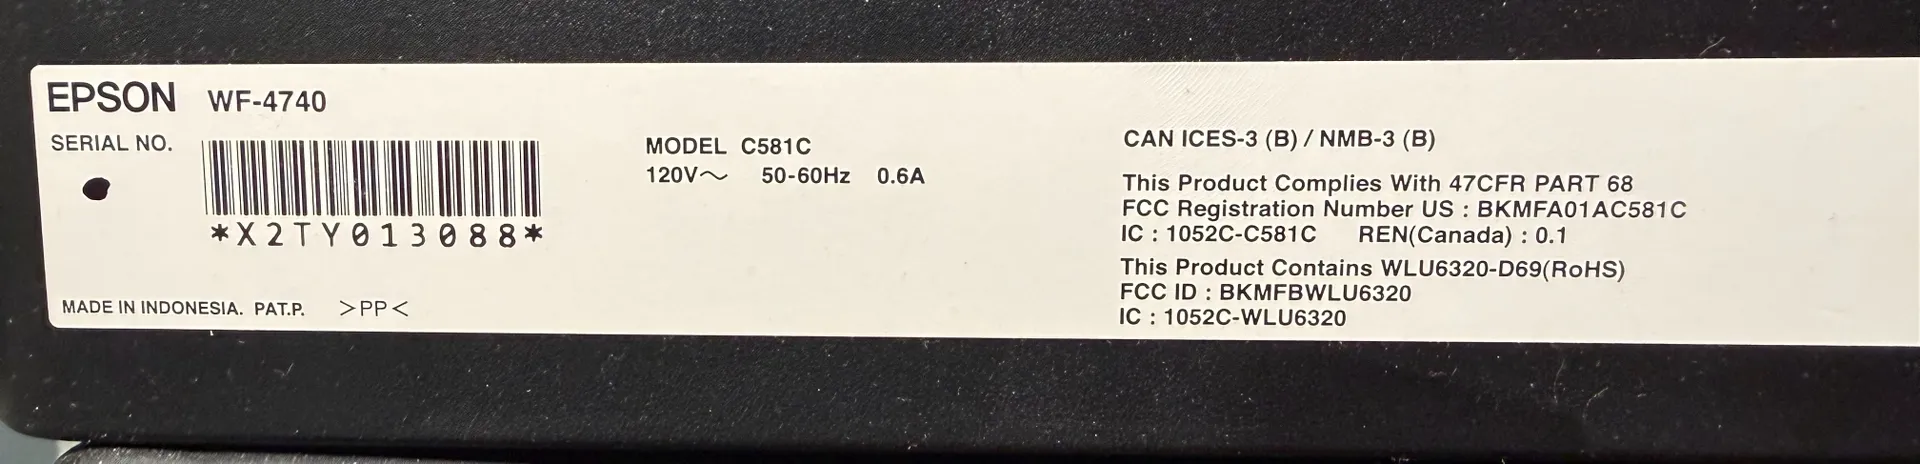 EPSON WF-4740
SERIAL NO.
*X2TY013088*
MADE IN INDONESIA. PAT.P. >PP<
MODEL C581C
120V～ 50-60Hz 0.6A
CAN ICES-3 (B) / NMB-3 (B)
This Product Complies With 47CFR PART 68
FCC Registration Number US : BKMFA01AC581C
IC : 1052C-C581C REN(Canada) : 0.1
This Product Contains WLU6320-D69(RoHS)
FCC ID : BKMFBWLU6320
IC : 1052C-WLU6320